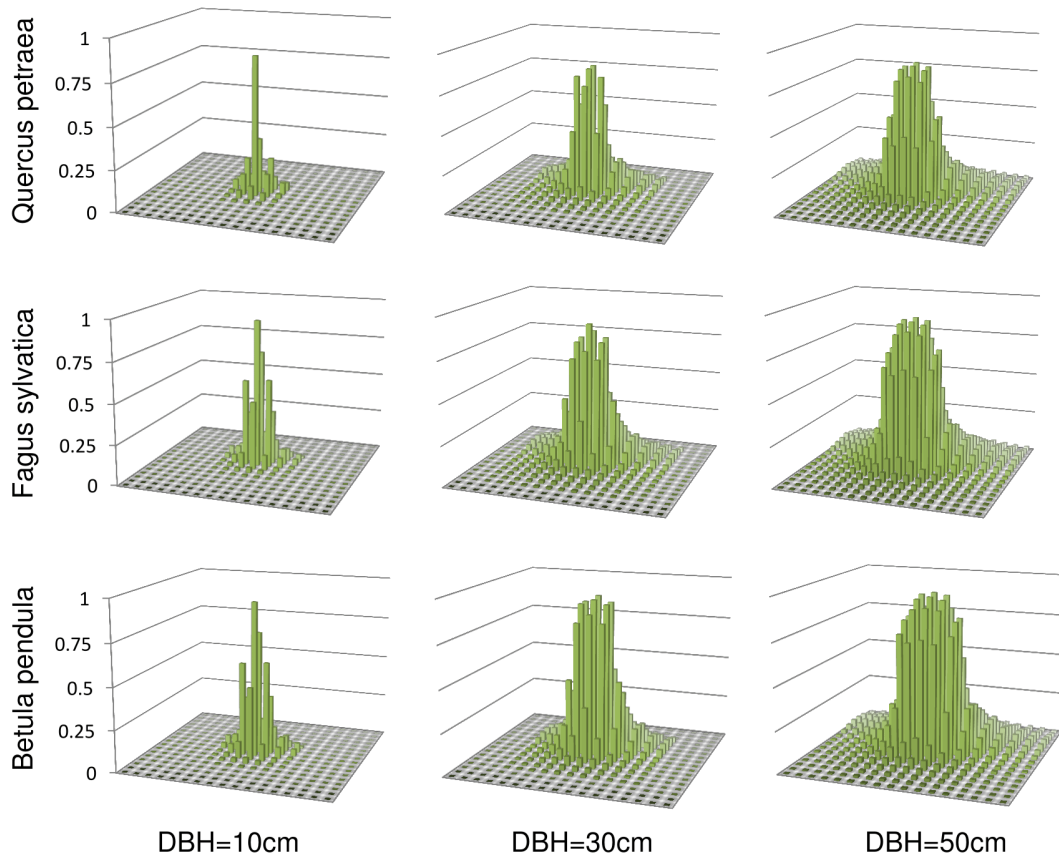 Quercus petraea
1
0.75
0.5
0.25
0
Fagus sylvatica
1
0.75
0.5
0.25
0
Betula pendula
1
0.75
0.5
0.25
0
DBH=10cm
DBH=30cm
DBH=50cm